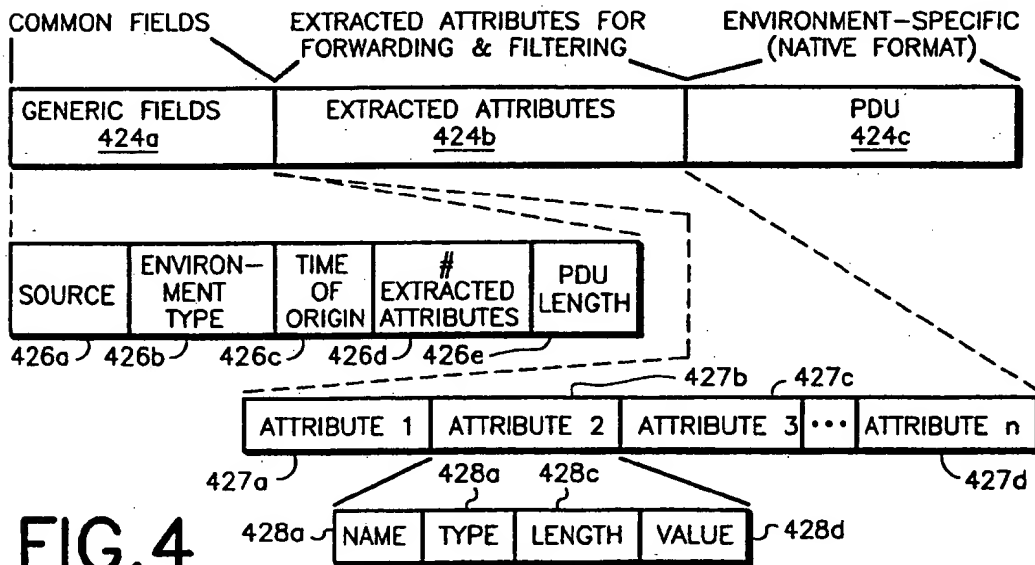 COMMON FIELDS
EXTRACTED ATTRIBUTES FOR
FORWARDING & FILTERING
ENVIRONMENT-SPECIFIC
(NATIVE FORMAT)
GENERIC FIELDS
424a
EXTRACTED ATTRIBUTES
424b
PDU
424c
SOURCE
ENVIRON-
MENT
TYPE
TIME
OF
ORIGIN
#
EXTRACTED
ATTRIBUTES
PDU
LENGTH
426a
426b
426c
426d
426e
427b
427c
ATTRIBUTE 1
ATTRIBUTE 2
ATTRIBUTE 3
•••
ATTRIBUTE n
427a
428a
428c
427d
428a
NAME
TYPE
LENGTH
VALUE
428d
FIG.4